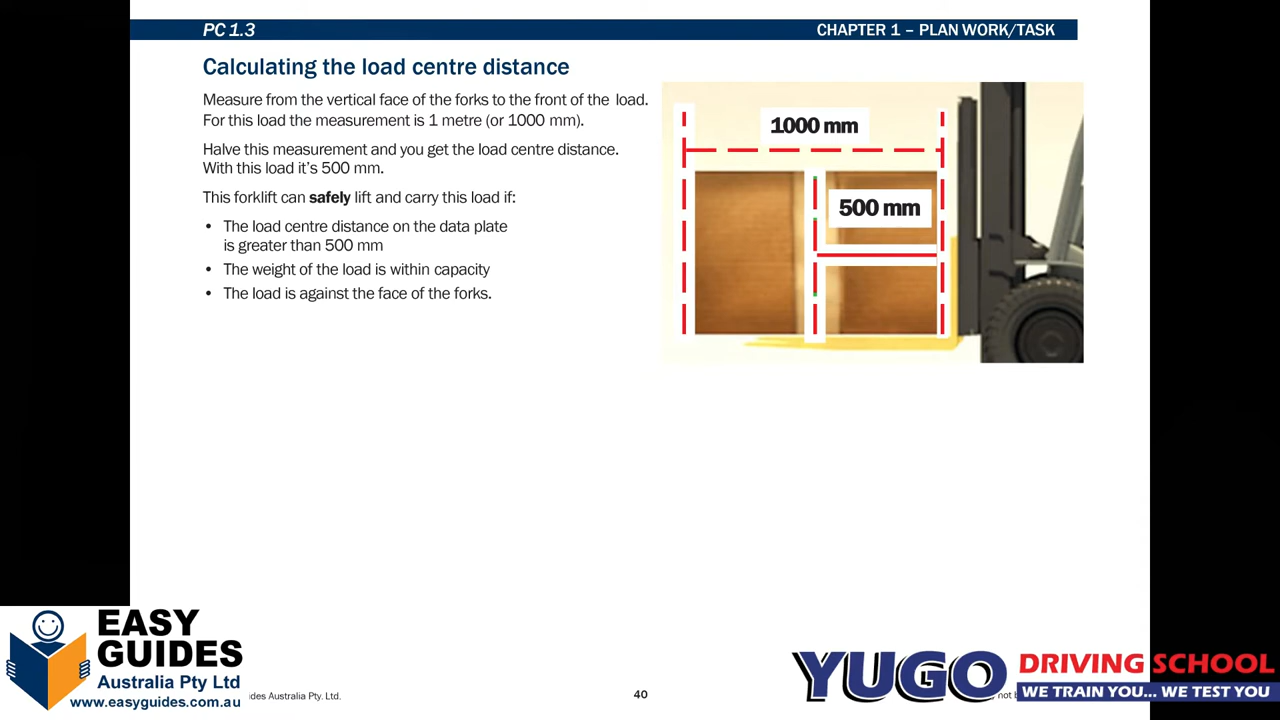 PC 1.3
CHAPTER 1 – PLAN WORK/TASK
Calculating the load centre distance
Measure from the vertical face of the forks to the front of the load.
For this load the measurement is 1 metre (or 1000 mm).
Halve this measurement and you get the load centre distance.
With this load it's 500 mm.
This forklift can safely lift and carry this load if:
• The load centre distance on the data plate
is greater than 500 mm
• The weight of the load is within capacity
• The load is against the face of the forks.
1000 mm
500 mm
EASY
GUIDES
Australia Pty Ltd
www.easyguides.com.au
ides Australia Pty. Ltd.
40
not b
YUGO
DRIVING SCHOOL
WE TRAIN YOU... WE TEST YOU